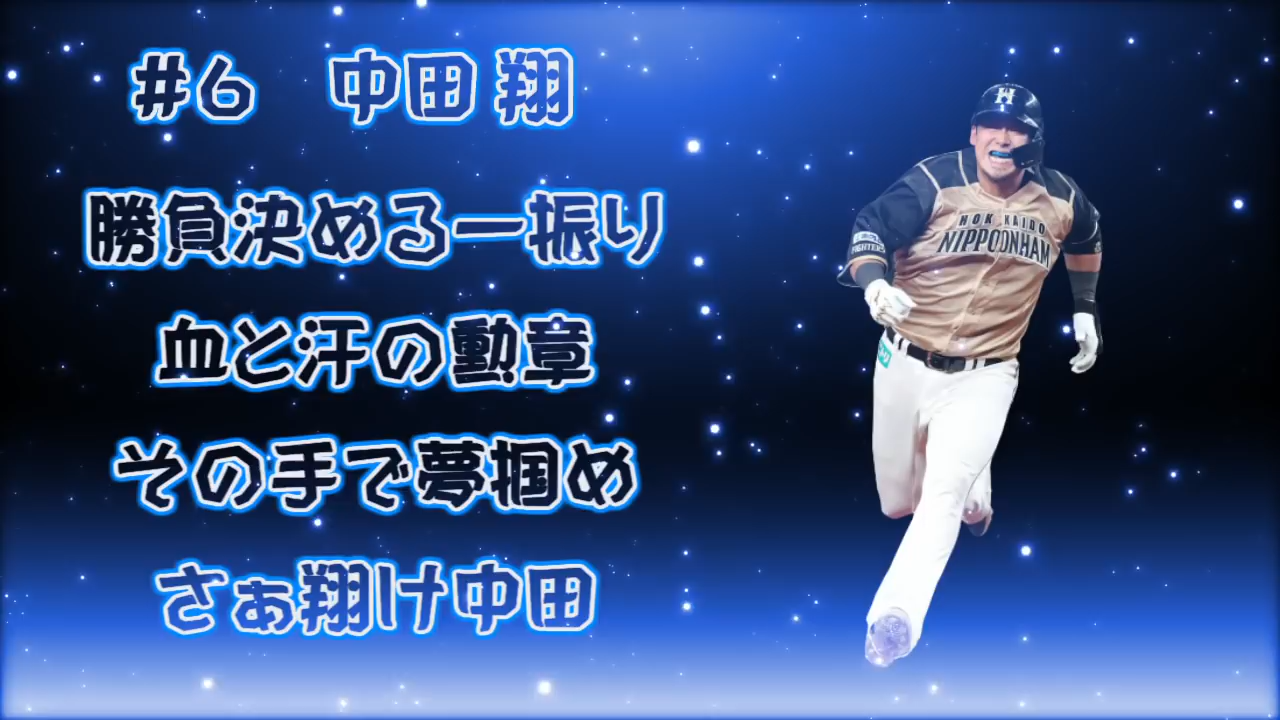 #6 中田 翔
勝負決める一振り
血と汗の勲章
その手で夢掴め
さぁ翔け中田
H
HOKKAIDO
NIPPONHAM
FIGHTERS